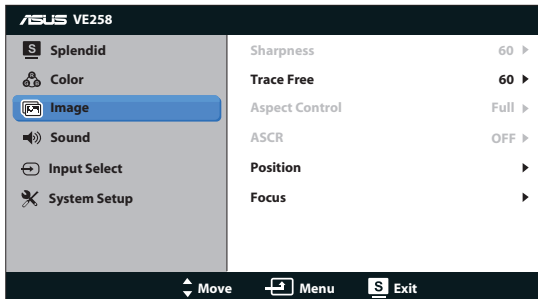 ASUS VE258
S Splendid
Color
Image
Sound
Input Select
System Setup
Sharpness 60
Trace Free 60
Aspect Control Full
ASCR OFF
Position
Focus
Move Menu S Exit